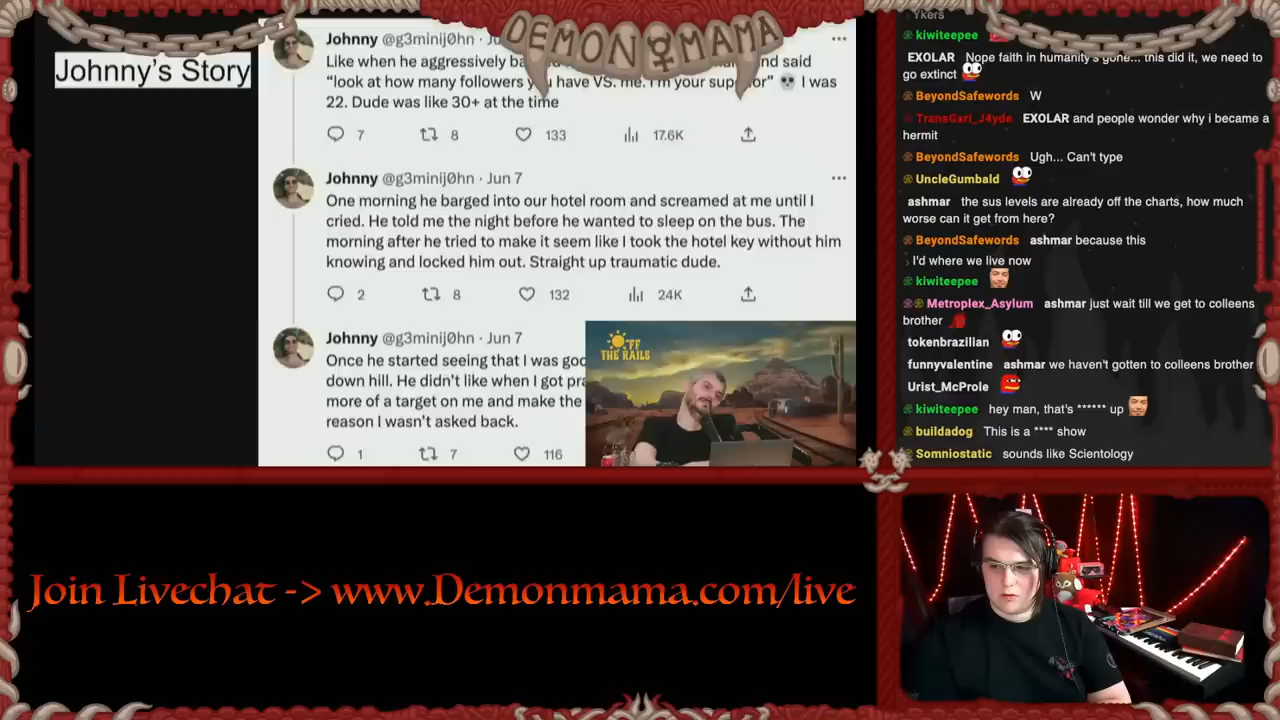 Johnny's Story
DEMON MAMA
Johnny @g3minijØhn ·
Like when he aggressively nd said
"look at how many followers you have VS. me. I'm your superior" 💀 I was
22. Dude was like 30+ at the time
7 8 133 17.6K
Johnny @g3minijØhn · Jun 7
One morning he barged into our hotel room and screamed at me until I
cried. He told me the night before he wanted to sleep on the bus. The
morning after he tried to make it seem like I took the hotel key without him
knowing and locked him out. Straight up traumatic dude.
2 8 132 24K
Johnny @g3minijØhn · Jun 7
Once he started seeing that I was goo
down hill. He didn't like when I got pra
more of a target on me and make the
reason I wasn't asked back.
1 7 116
OFF
THE RAILS
Ykers
kiwiteepee
EXOLAR Nope faith in humanity's gone... this did it, we need to
go extinct
BeyondSafewords W
TransGxrl_J4yde EXOLAR and people wonder why i became a
hermit
BeyondSafewords Ugh... Can't type
UncleGumbald
ashmar the sus levels are already off the charts, how much
worse can it get from here?
BeyondSafewords ashmar because this
I'd where we live now
kiwiteepee
Metroplex_Asylum ashmar just wait till we get to colleens
brother
tokenbrazilian
funnyvalentine ashmar we haven't gotten to colleens brother
Urist_McProle
kiwiteepee hey man, that's ****** up
buildadog This is a **** show
Somniostatic sounds like Scientology
Join Livechat -> www.Demonmama.com/live